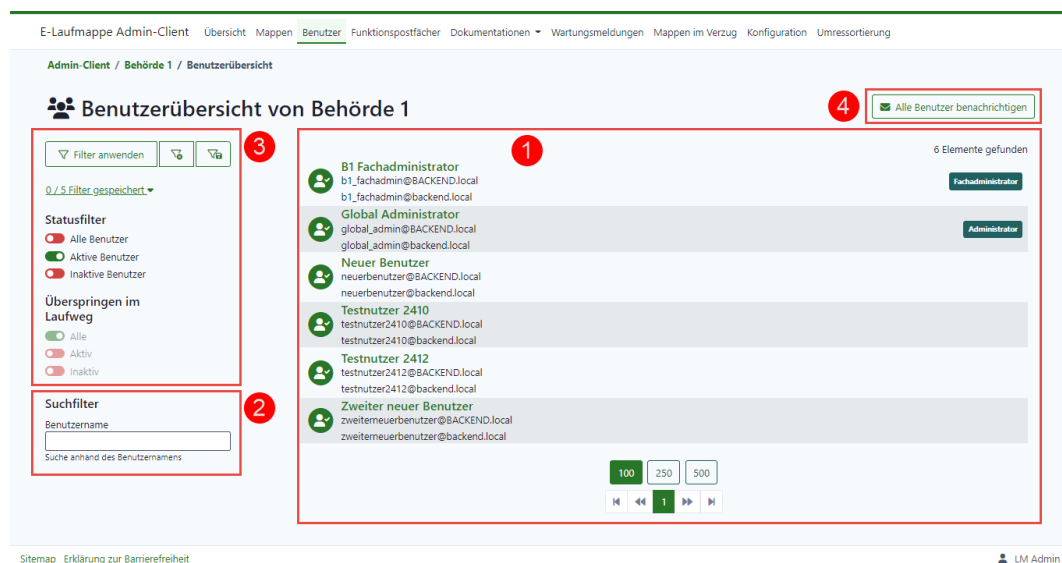 E-Laufmappe Admin-Client Übersicht Mappen Benutzer Funktionspostfächer Dokumentationen Wartungsmeldungen Mappen im Verzug Konfiguration Umressortierung
Admin-Client / Behörde 1 / Benutzerübersicht
Benutzerübersicht von Behörde 1
4
Alle Benutzer benachrichtigen
3
Filter anwenden
0 / 5 Filter gespeichert
Statusfilter
Alle Benutzer
Aktive Benutzer
Inaktive Benutzer
Überspringen im
Laufweg
Alle
Aktiv
Inaktiv
2
Suchfilter
Benutzername
Suche anhand des Benutzernamens
1
6 Elemente gefunden
B1 Fachadministrator
b1_fachadmin@BACKEND.local
b1_fachadmin@backend.local
Fachadministrator
Global Administrator
global_admin@BACKEND.local
global_admin@backend.local
Administrator
Neuer Benutzer
neuerbenutzer@BACKEND.local
neuerbenutzer@backend.local
Testnutzer 2410
testnutzer2410@BACKEND.local
testnutzer2410@backend.local
Testnutzer 2412
testnutzer2412@BACKEND.local
testnutzer2412@backend.local
Zweiter neuer Benutzer
zweiterneuerbenutzer@BACKEND.local
zweiterneuerbenutzer@backend.local
100 250 500
1
Sitemap Erklärung zur Barrierefreiheit
LM Admin